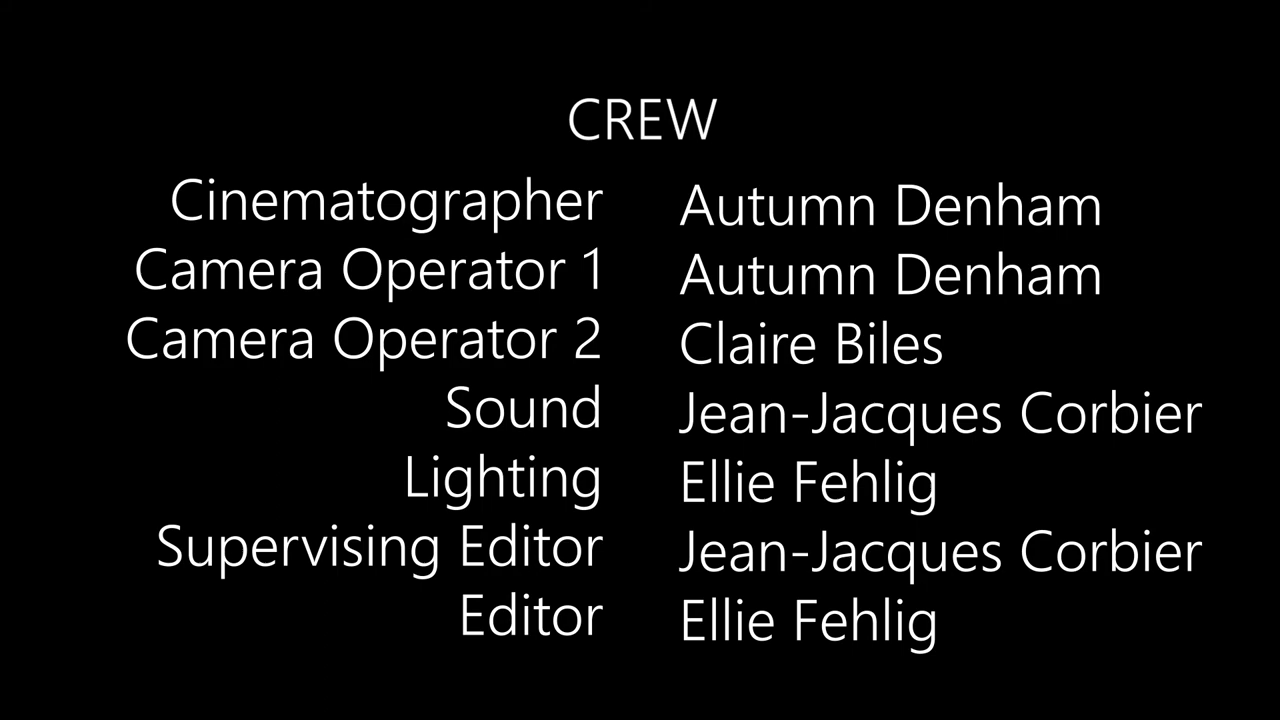 CREW
Cinematographer Autumn Denham
Camera Operator 1 Autumn Denham
Camera Operator 2 Claire Biles
Sound Jean-Jacques Corbier
Lighting Ellie Fehlig
Supervising Editor Jean-Jacques Corbier
Editor Ellie Fehlig